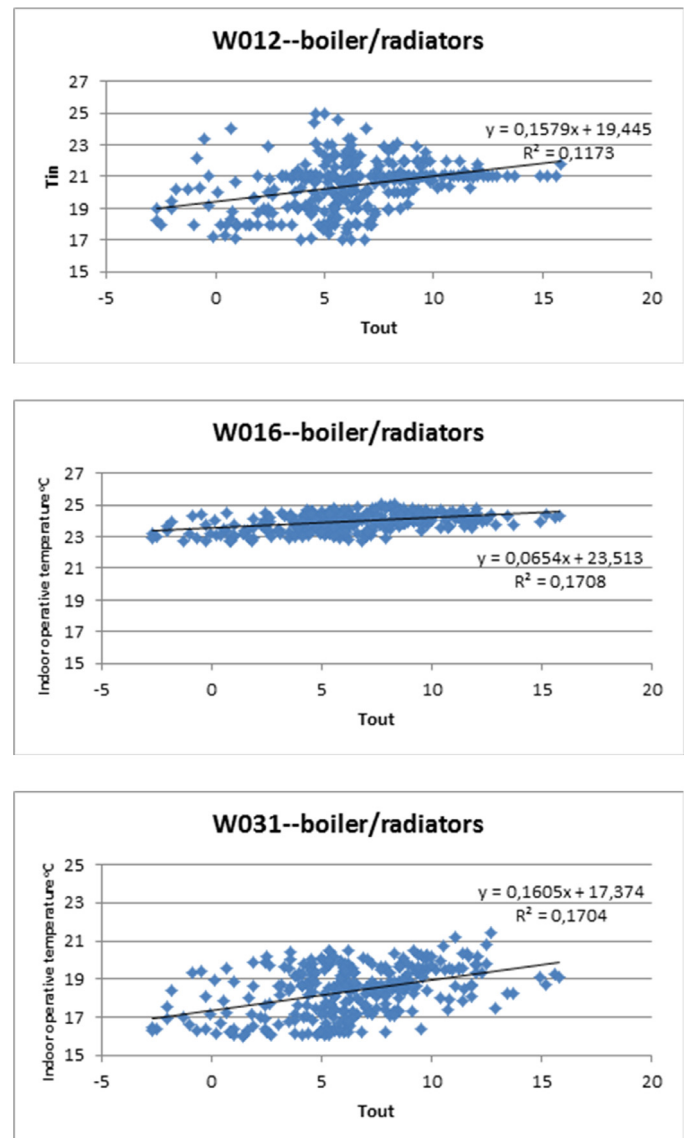 W012--boiler/radiators
27
25
23
21
19
17
15
Tin
y = 0,1579x + 19,445
R² = 0,1173
-5 0 5 10 15 20
Tout
W016--boiler/radiators
27
25
23
21
19
17
15
Indoor operative temperature °C
y = 0,0654x + 23,513
R² = 0,1708
-5 0 5 10 15 20
Tout
W031--boiler/radiators
25
23
21
19
17
15
Indoor operative temperature °C
y = 0,1605x + 17,374
R² = 0,1704
-5 0 5 10 15 20
Tout